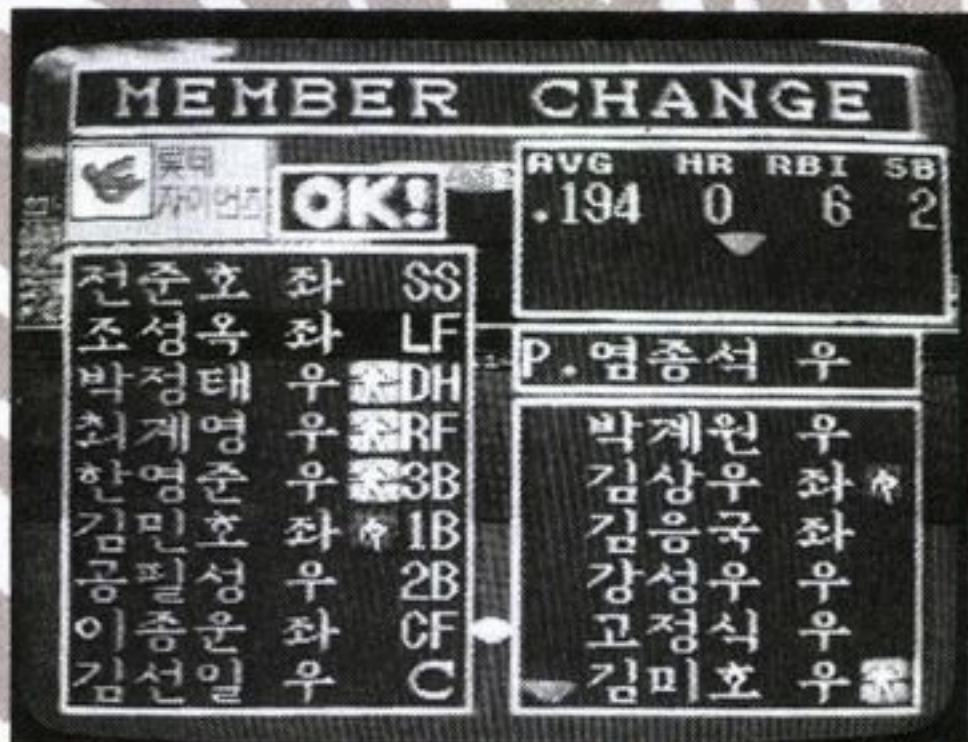 MEMBER CHANGE
롯데
자이언츠
OK!
AVG HR RBI SB
.194 0 6 2
전준호 좌 SS
조성옥 좌 LF
박정태 우 DH
최계영 우 RF
한영준 우 3B
김민호 좌 1B
공필성 우 2B
이종운 좌 CF
김선일 우 C
P.염종석 우
박계원 우
김상우 좌
김응국 좌
강성우 우
고정식 우
김미호 우